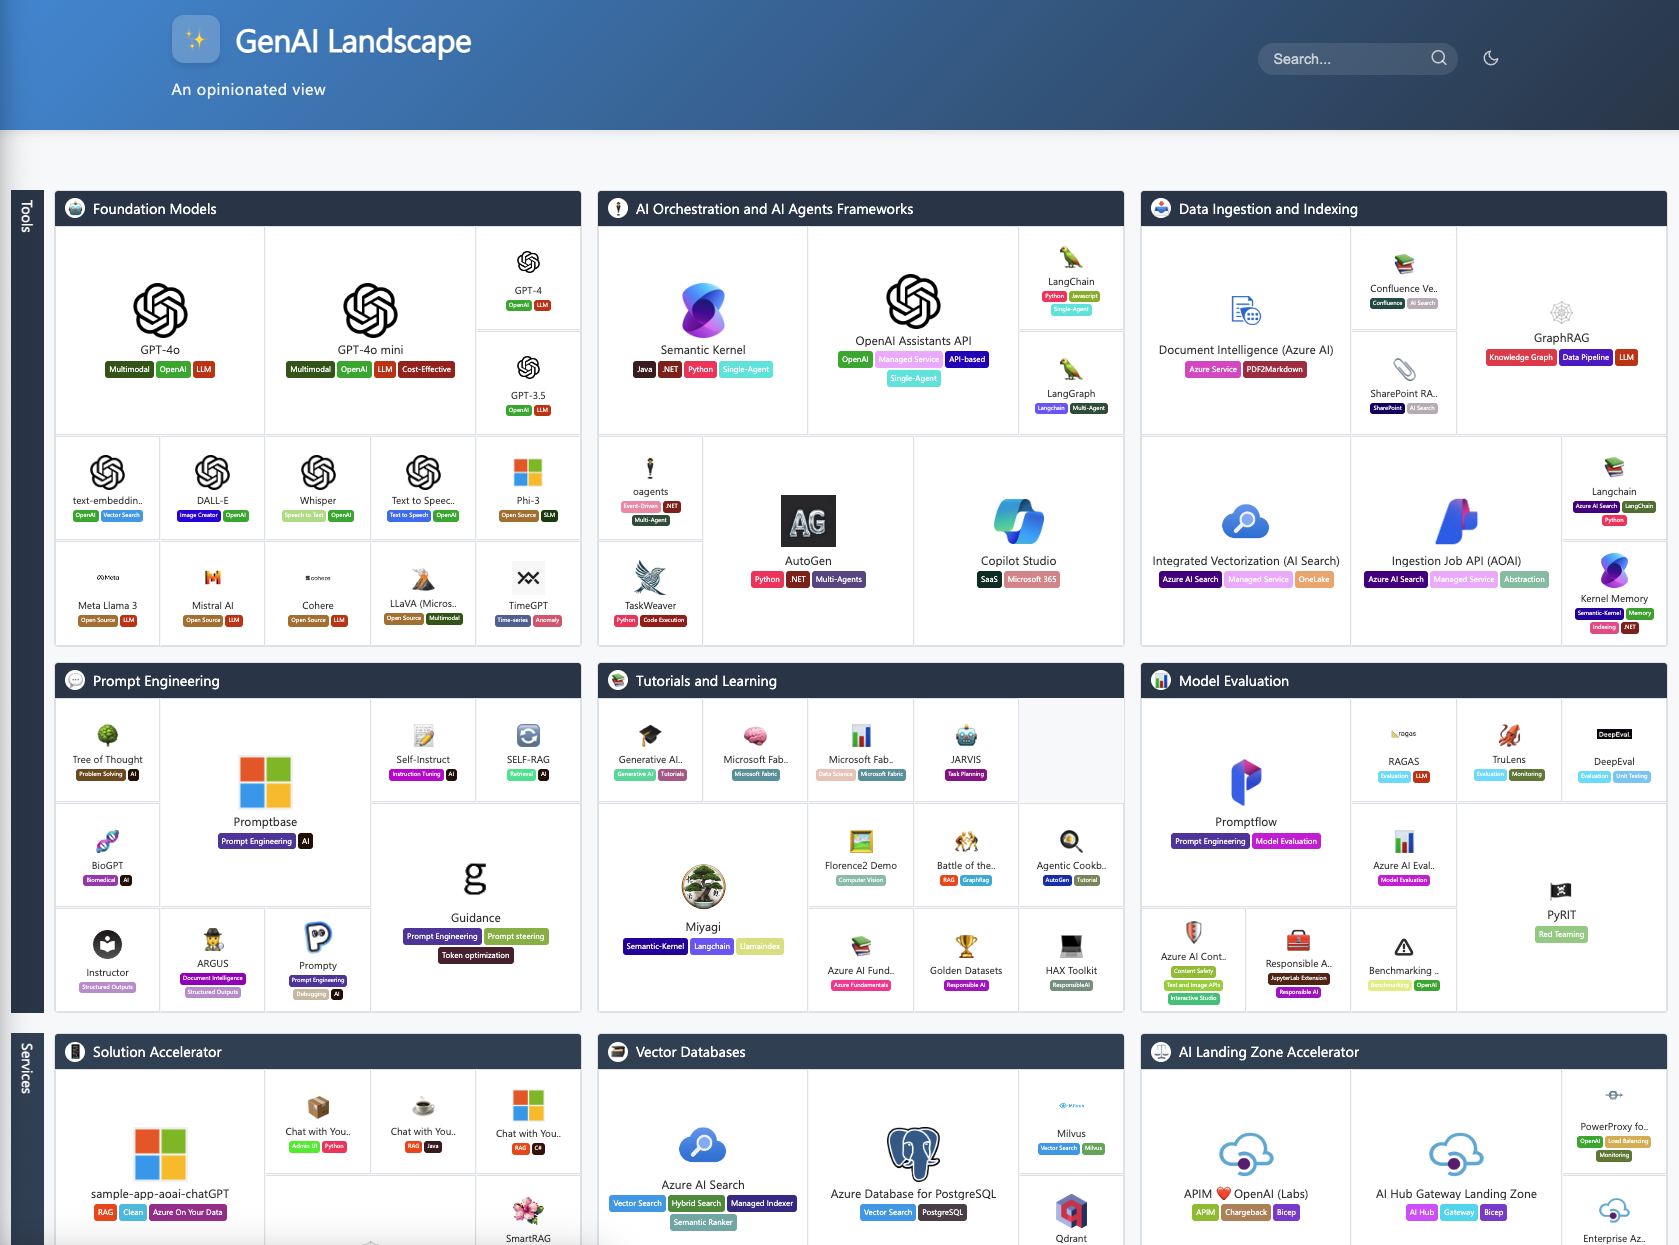 GenAI Landscape
An opinionated view
Search...
Tools
Foundation Models
GPT-4o
Multimodal OpenAI LLM
GPT-4o mini
Multimodal OpenAI LLM Cost-Effective
GPT-4
OpenAI LLM
GPT-3.5
OpenAI LLM
text-embeddin..
OpenAI Vector Search
DALL-E
Image Creator OpenAI
Whisper
Speech to Text OpenAI
Text to Speec..
Text to Speech OpenAI
Phi-3
Open Source SLM
Meta
Meta Llama 3
Open Source LLM
Mistral AI
Open Source LLM
cohere
Cohere
Open Source LLM
LLaVA (Micros..
Open Source Multimodal
TimeGPT
Time-series Anomaly
AI Orchestration and AI Agents Frameworks
Semantic Kernel
Java .NET Python Single-Agent
OpenAI Assistants API
OpenAI Managed Service API-based
Single-Agent
LangChain
Python Javascript
Single-Agent
LangGraph
Langchain Multi-Agent
oagents
Event-Driven .NET
Multi-Agent
TaskWeaver
Python Code Execution
AG
AutoGen
Python .NET Multi-Agents
Copilot Studio
SaaS Microsoft 365
Data Ingestion and Indexing
Document Intelligence (Azure AI)
Azure Service PDF2Markdown
Confluence Ve..
Confluence AI Search
SharePoint RA..
SharePoint AI Search
GraphRAG
Knowledge Graph Data Pipeline LLM
Integrated Vectorization (AI Search)
Azure AI Search Managed Service OneLake
Ingestion Job API (AOAI)
Azure AI Search Managed Service Abstraction
Langchain
Azure AI Search LangChain
Python
Kernel Memory
Semantic-Kernel Memory
Indexing .NET
Prompt Engineering
Tree of Thought
Problem Solving AI
Promptbase
Prompt Engineering AI
Self-Instruct
Instruction Tuning AI
SELF-RAG
Retrieval AI
BioGPT
Biomedical AI
g
Guidance
Prompt Engineering Prompt steering
Token optimization
Instructor
Structured Outputs
ARGUS
Document Intelligence
Structured Outputs
Prompty
Prompt Engineering
Debugging AI
Tutorials and Learning
Generative AI..
Generative AI Tutorials
Microsoft Fab..
Microsoft Fabric
Microsoft Fab..
Data Science Microsoft Fabric
JARVIS
Task Planning
Miyagi
Semantic-Kernel Langchain Llamaindex
Florence2 Demo
Computer Vision
Battle of the..
RAG GraphRag
Agentic Cookb..
AutoGen Tutorial
Azure AI Fund..
Azure Fundamentals
Golden Datasets
Responsible AI
HAX Toolkit
ResponsibleAI
Model Evaluation
Promptflow
Prompt Engineering Model Evaluation
ragas
RAGAS
Evaluation LLM
TruLens
Evaluation Monitoring
DeepEval.
DeepEval
Evaluation Unit Testing
Azure AI Eval..
Model Evaluation
PyRIT
Red Teaming
Azure AI Cont..
Content Safety
Text and Image APIs
Interactive Studio
Responsible A..
JupyterLab Extension
Responsible AI
Benchmarking ..
Benchmarking OpenAI
Services
Solution Accelerator
sample-app-aoai-chatGPT
RAG Clean Azure On Your Data
Chat with You..
Admin UI Python
Chat with You..
RAG Java
Chat with You..
RAG C#
SmartRAG
Vector Databases
Azure AI Search
Vector Search Hybrid Search Managed Indexer
Semantic Ranker
Azure Database for PostgreSQL
Vector Search PostgreSQL
Milvus
Milvus
Vector Search Milvus
Qdrant
AI Landing Zone Accelerator
APIM ❤️ OpenAI (Labs)
APIM Chargeback Bicep
AI Hub Gateway Landing Zone
AI Hub Gateway Bicep
PowerProxy fo..
OpenAI Load Balancing
Monitoring
Enterprise Az..